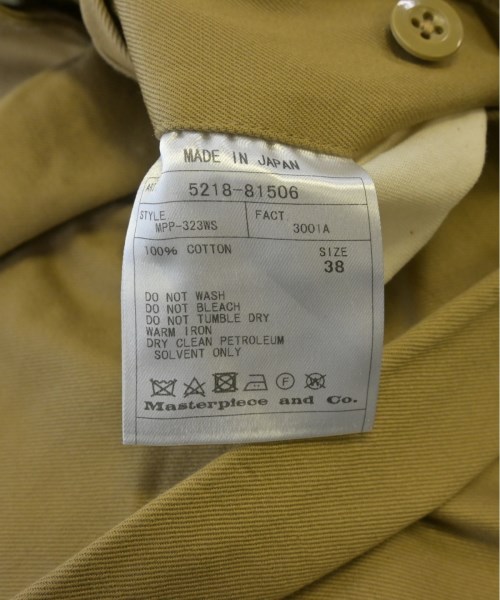 MADE IN JAPAN
ART. 5218-81506
STYLE. FACT.
MPP-323WS 3001A
100% COTTON SIZE
38
DO NOT WASH
DO NOT BLEACH
DO NOT TUMBLE DRY
WARM IRON
DRY CLEAN PETROLEUM
SOLVENT ONLY
F W
Masterpiece and Co.